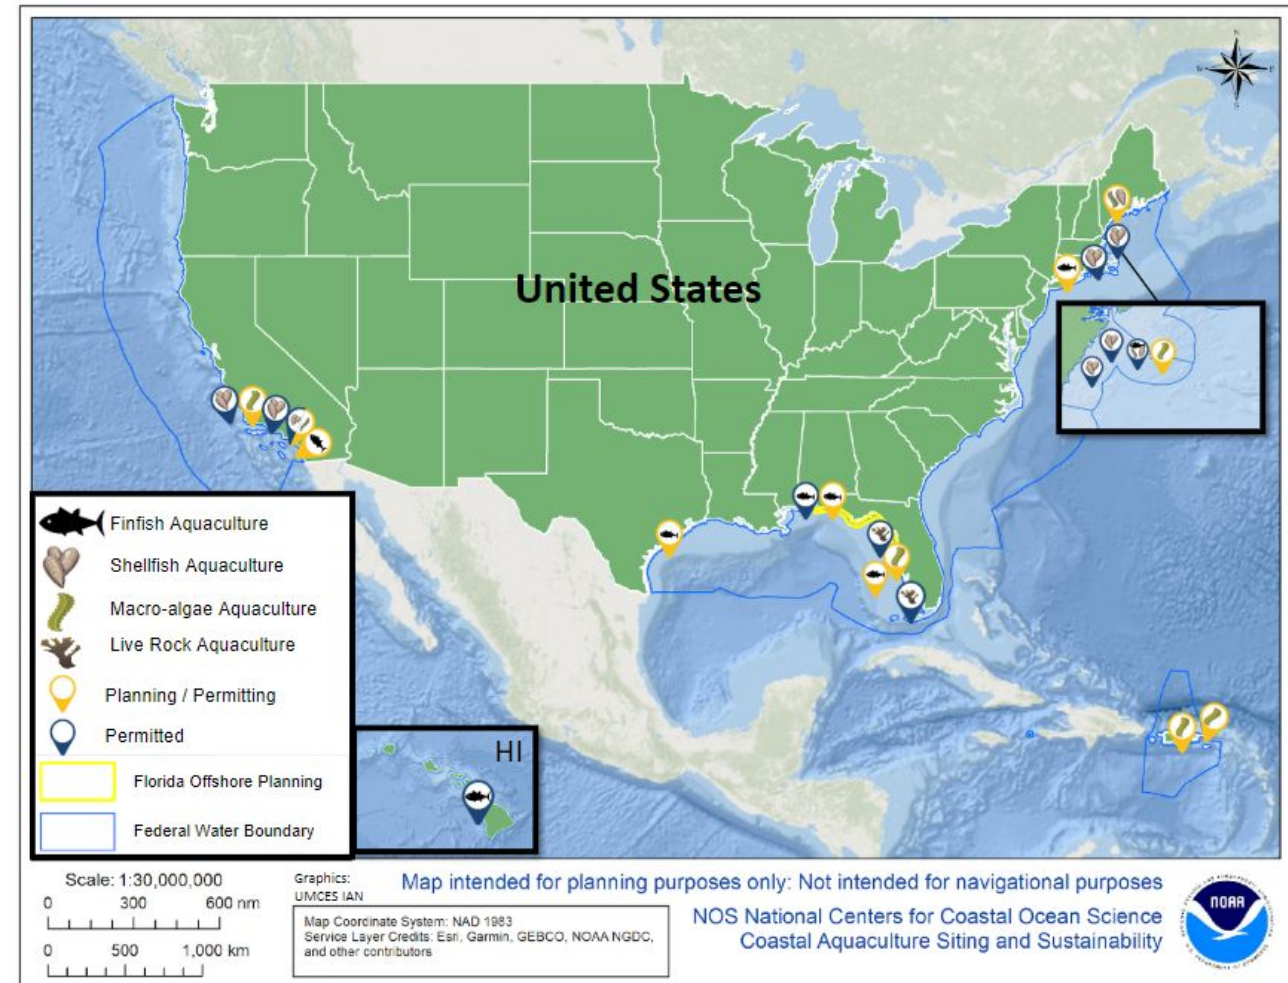 N
United States
Finfish Aquaculture
Shellfish Aquaculture
Macro-algae Aquaculture
Live Rock Aquaculture
Planning / Permitting
Permitted
Florida Offshore Planning
Federal Water Boundary
HI
Scale: 1:30,000,000
0 300 600 nm
0 500 1,000 km
Graphics:
UMCES IAN
Map Coordinate System: NAD 1983
Service Layer Credits: Esri, Garmin, GEBCO, NOAA NGDC,
and other contributors
Map intended for planning purposes only: Not intended for navigational purposes
NOS National Centers for Coastal Ocean Science
Coastal Aquaculture Siting and Sustainability
NOAA